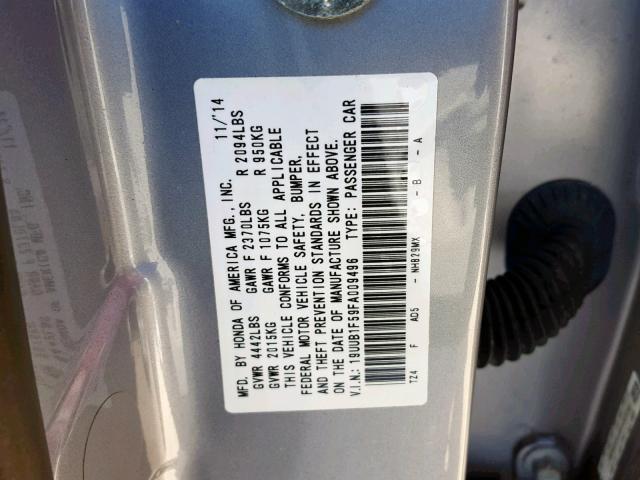 MFD. BY HONDA OF AMERICA MFG., INC. 11/'14
GVWR 4442LBS GAWR F 2370LBS R 2094LBS
GVWR 2015KG GAWR F 1075KG R 950KG
THIS VEHICLE CONFORMS TO ALL APPLICABLE
FEDERAL MOTOR VEHICLE SAFETY, BUMPER,
AND THEFT PREVENTION STANDARDS IN EFFECT
ON THE DATE OF MANUFACTURE SHOWN ABOVE.
V.I.N.: 19UUB1F59FA009496 TYPE: PASSENGER CAR
TZ4 F AD5 - NHB29MX - B - A